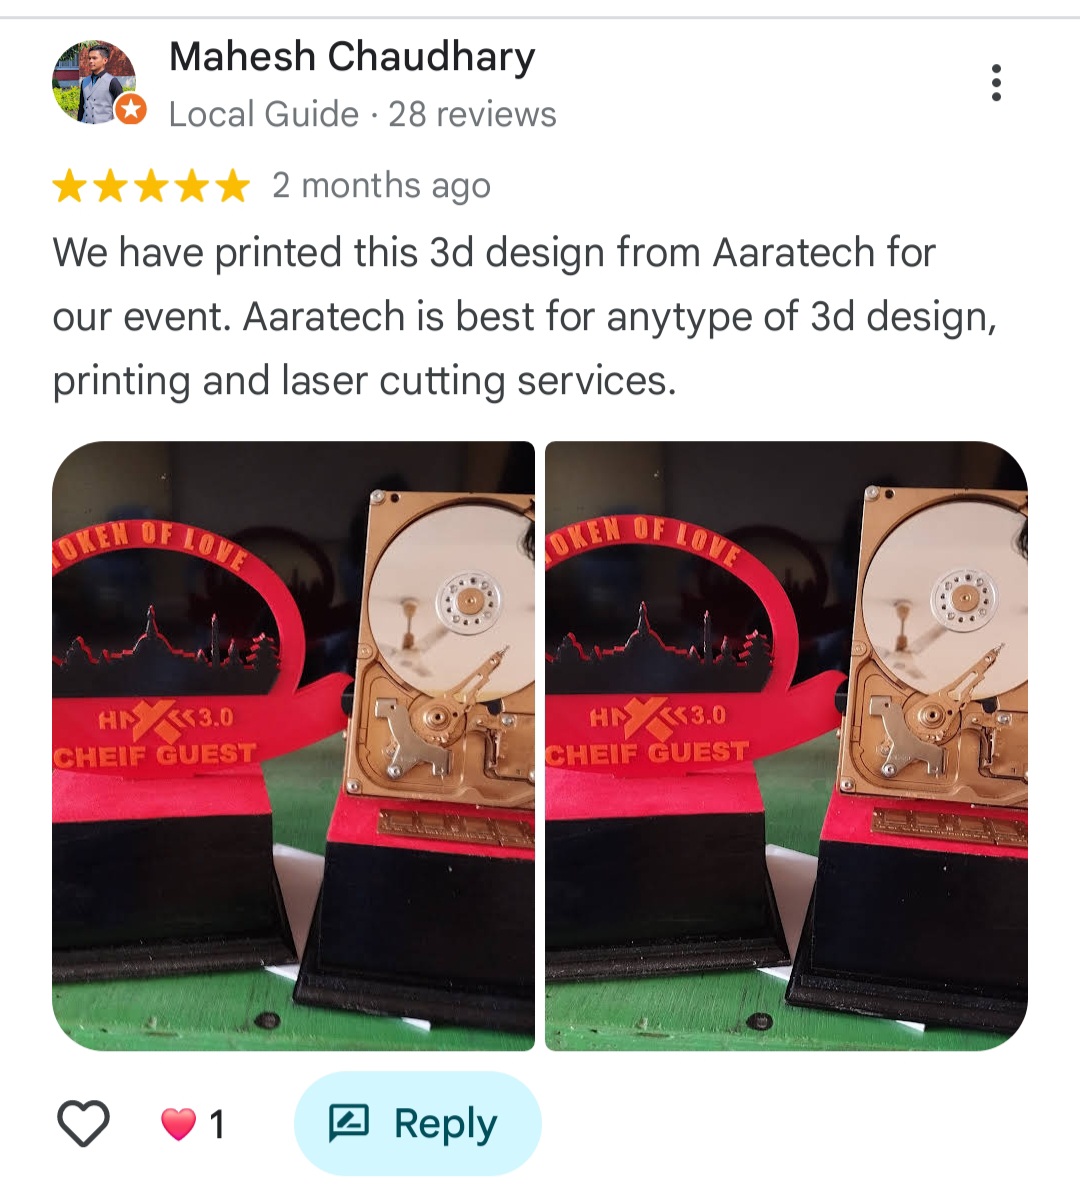 Mahesh Chaudhary
Local Guide · 28 reviews
2 months ago
We have printed this 3d design from Aaratech for
our event. Aaratech is best for anytype of 3d design,
printing and laser cutting services.
OKEN OF LOVE
3.0
CHEIF GUEST
OKEN OF LOVE
3.0
CHEIF GUEST
1
Reply